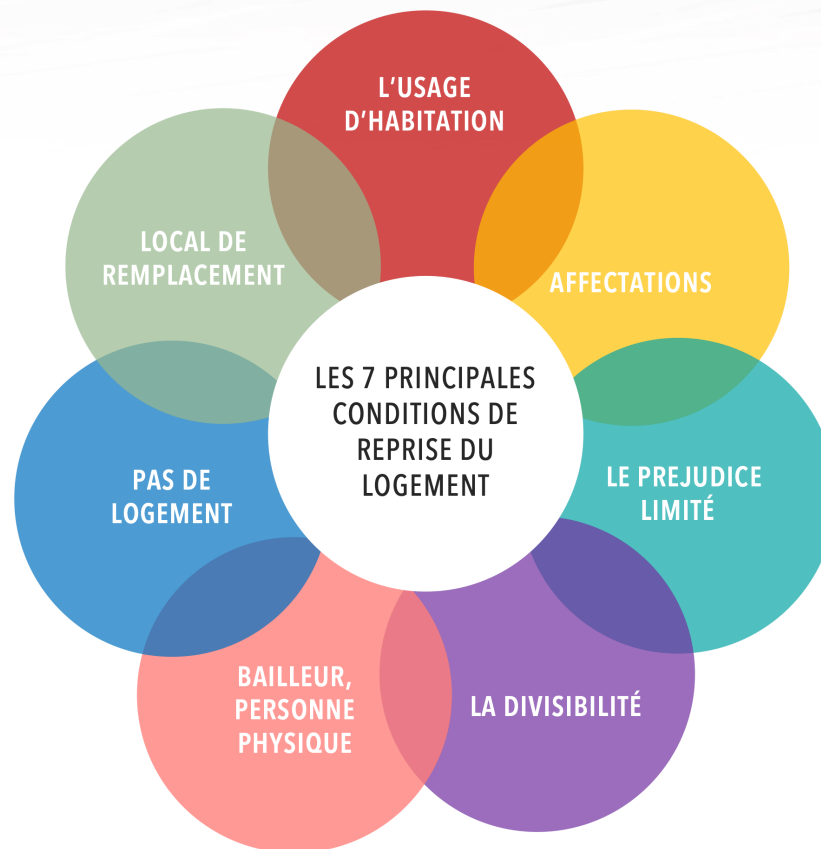 L'USAGE
D'HABITATION
AFFECTATIONS
LE PREJUDICE
LIMITÉ
LA DIVISIBILITÉ
BAILLEUR,
PERSONNE
PHYSIQUE
PAS DE
LOGEMENT
LOCAL DE
REMPLACEMENT
LES 7 PRINCIPALES
CONDITIONS DE
REPRISE DU
LOGEMENT